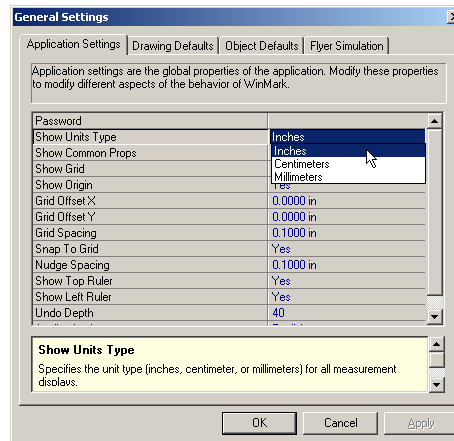 General Settings
Application Settings Drawing Defaults Object Defaults Flyer Simulation
Application settings are the global properties of the application. Modify these properties
to modify different aspects of the behavior of WinMark.
Password
Show Units Type Inches
Show Common Props Inches
Centimeters
Show Grid Millimeters
Show Origin Yes
Grid Offset X 0.0000 in
Grid Offset Y 0.0000 in
Grid Spacing 0.1000 in
Snap To Grid Yes
Nudge Spacing 0.1000 in
Show Top Ruler Yes
Show Left Ruler Yes
Undo Depth 40
Show Units Type
Specifies the unit type (inches, centimeter, or millimeters) for all measurement
displays.
OK Cancel Apply